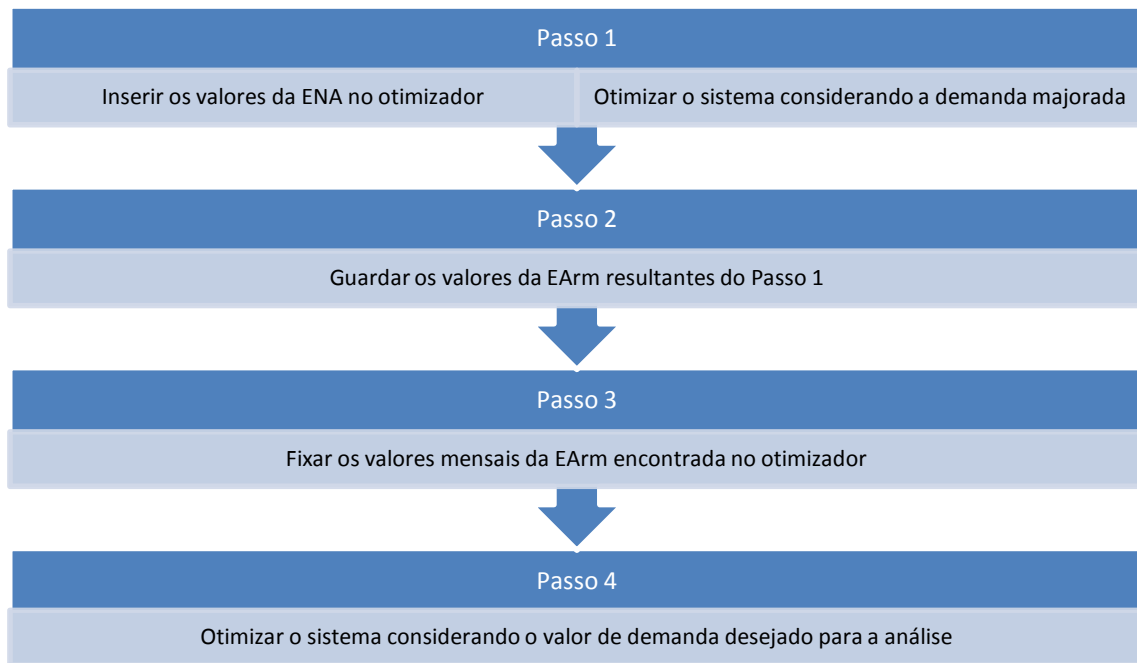 Passo 1
Inserir os valores da ENA no otimizador
Otimizar o sistema considerando a demanda majorada
Passo 2
Guardar os valores da EArm resultantes do Passo 1
Passo 3
Fixar os valores mensais da EArm encontrada no otimizador
Passo 4
Otimizar o sistema considerando o valor de demanda desejado para a análise